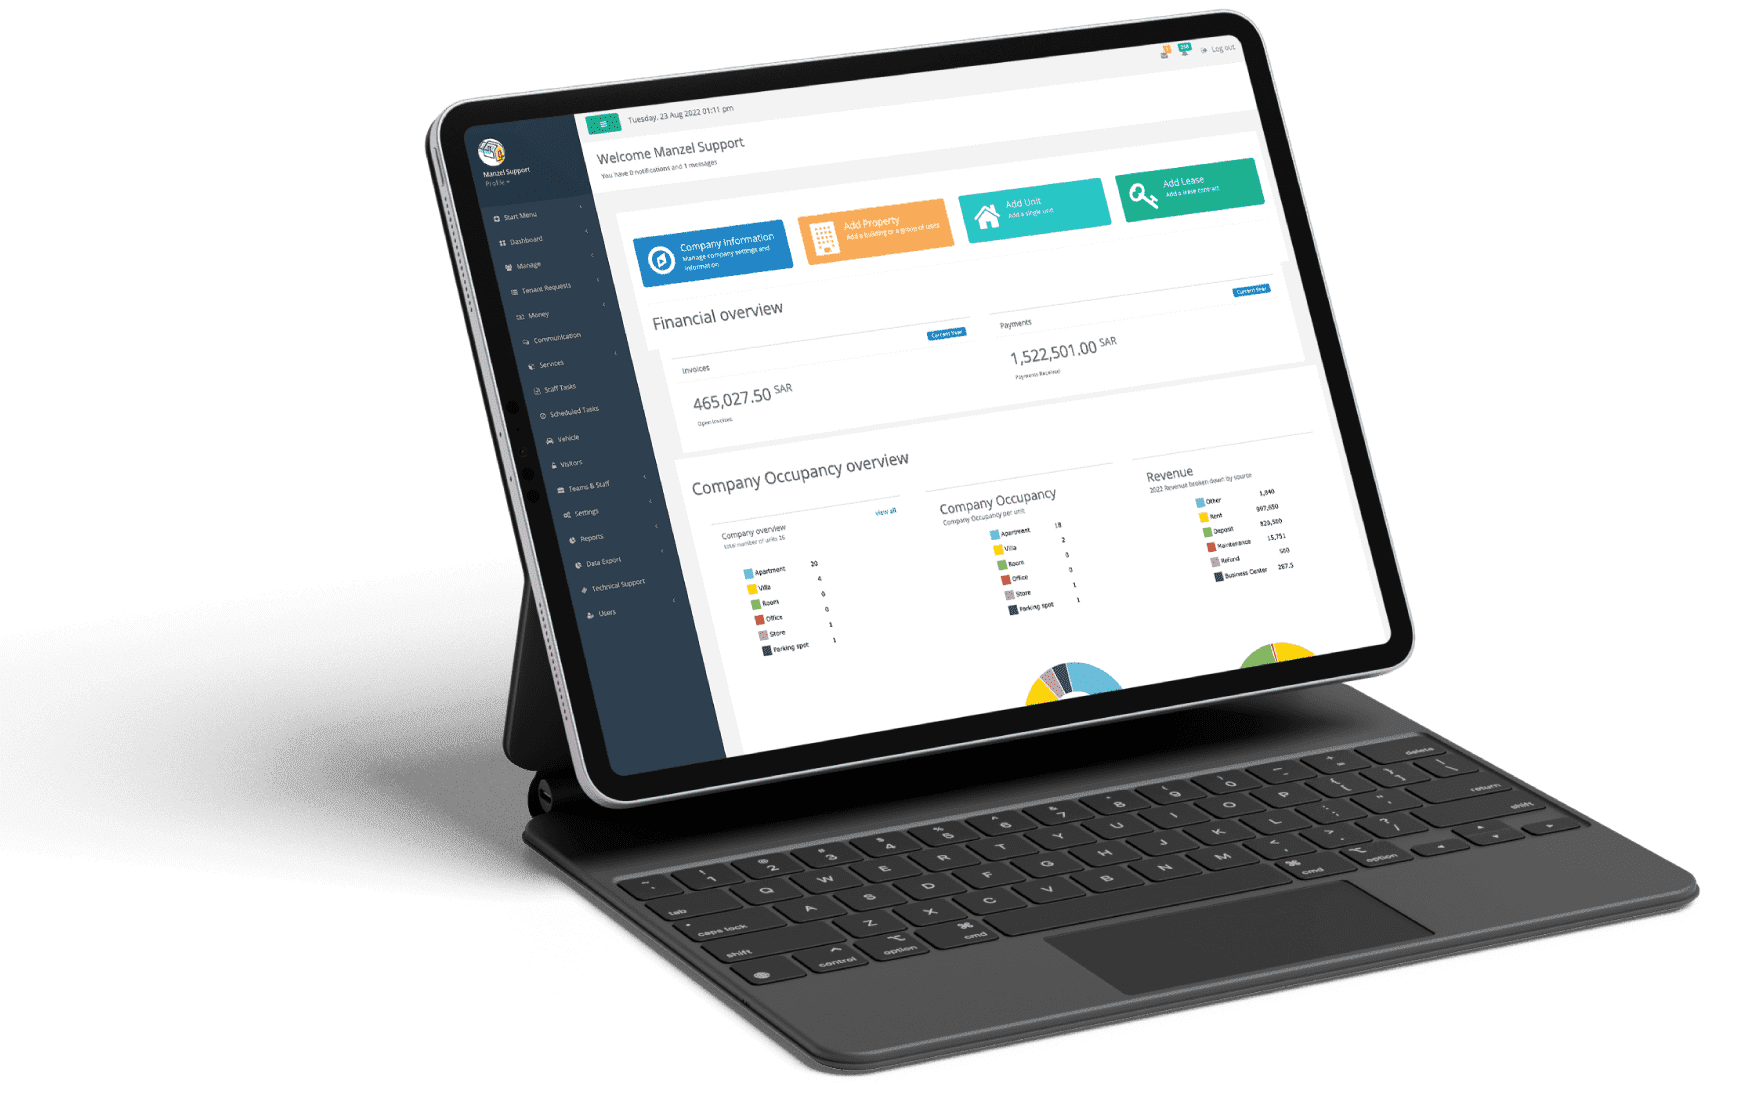 258
Log out
Tuesday, 23 Aug 2022 01:11 pm
Welcome Manzel Support
You have 0 notifications and 1 messages
Manzel Support
Profile
Start Menu
Dashboard
Manage
Tenant Requests
Money
Communication
Services
Staff Tasks
Scheduled Tasks
Vehicle
Visitors
Teams & Staff
Settings
Reports
Data Export
Technical Support
Users
Company Information
Manage company settings and
information
Add Property
Add a building or a group of units
Add Unit
Add a single unit
Add Lease
Add a lease contract
Financial overview
Invoices
Current Year
465,027.50 SAR
Open Invoices
Payments
Current Year
1,522,501.00 SAR
Payments Received
Company Occupancy overview
Company overview
View all
total number of units 26
Apartment 20
Villa 4
Room 0
Office 0
Store 1
Parking spot 1
Company Occupancy
Company Occupancy per unit
Apartment 18
Villa 2
Room 0
Office 0
Store 1
Parking spot 1
Revenue
2022 Revenue broken down by source
Other 1,840
Rent
Deposit 820,500
Maintenance 15,751
Refund 500
Business Center 287.5
~ ! @ # $ % ^ & * ( ) _ + delete
` 1 2 3 4 5 6 7 8 9 0 - =
tab Q W E R T Y U I O P { [ } ] | \
caps lock A S D F G H J K L : ; " ' return
shift Z X C V B N M < , > . ? / shift
control option ⌘ cmd ⌘ cmd option